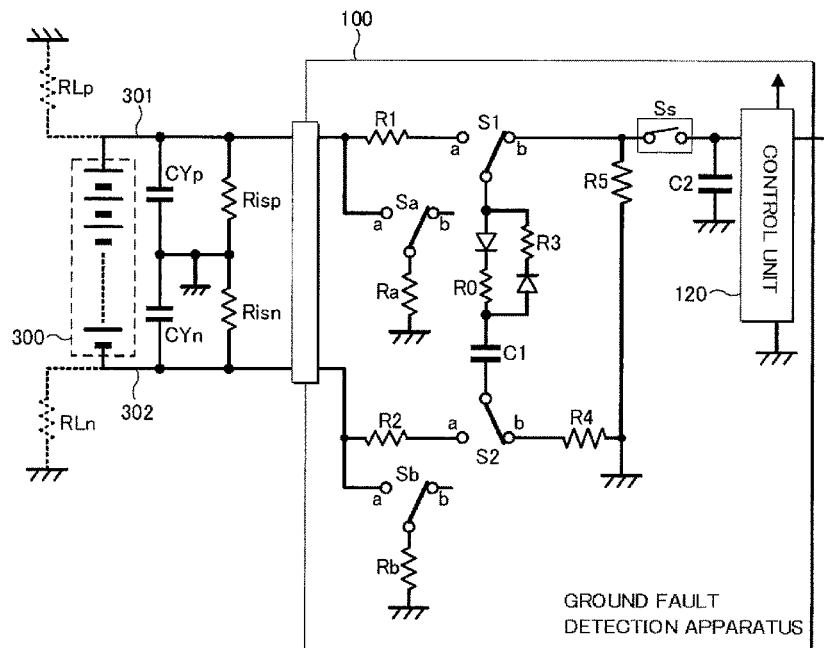 100
RLp
301
R1
a
S1
b
Ss
CYp
Risp
Sa
a
b
R5
C2
CONTROL UNIT
R3
Ra
R0
120
300
CYn
Risn
C1
302
RLn
R2
a
S2
b
R4
Sb
a
b
Rb
GROUND FAULT
DETECTION APPARATUS